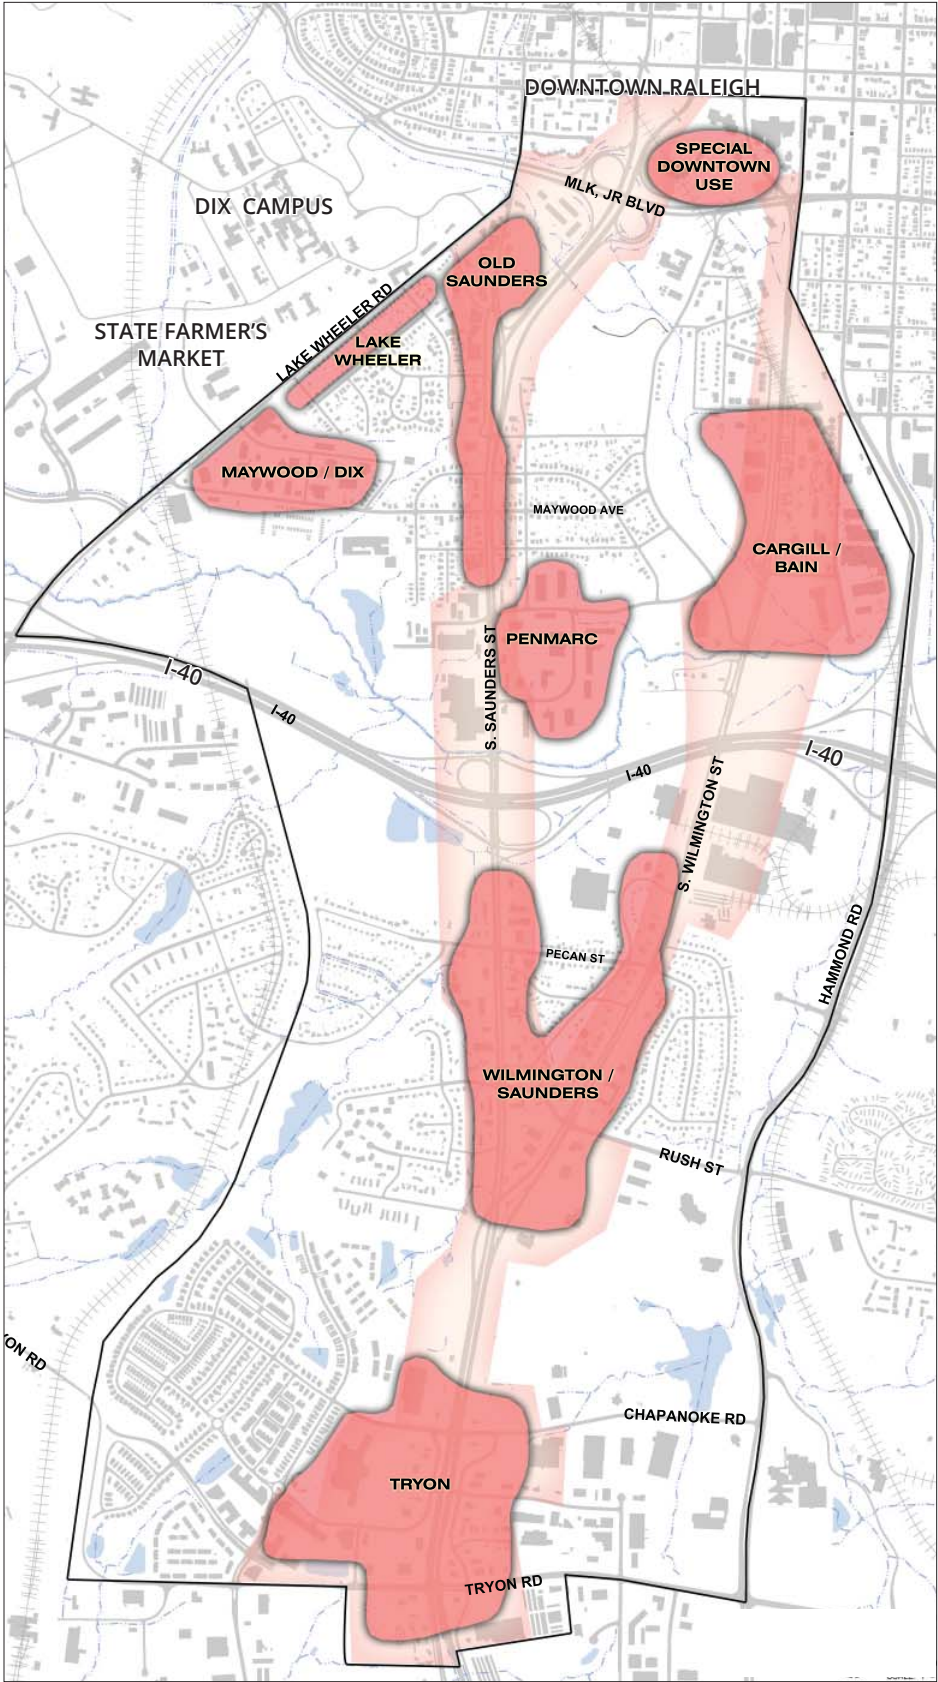 DOWNTOWN RALEIGH
SPECIAL
DOWNTOWN
USE
MLK, JR BLVD
DIX CAMPUS
OLD
SAUNDERS
LAKE WHEELER RD
STATE FARMER'S
MARKET
LAKE
WHEELER
MAYWOOD / DIX
MAYWOOD AVE
CARGILL /
BAIN
PENMARC
S. SAUNDERS ST
I-40
I-40
I-40
I-40
S. WILMINGTON ST
HAMMOND RD
PECAN ST
WILMINGTON /
SAUNDERS
RUSH ST
YON RD
CHAPANOKE RD
TRYON
TRYON RD